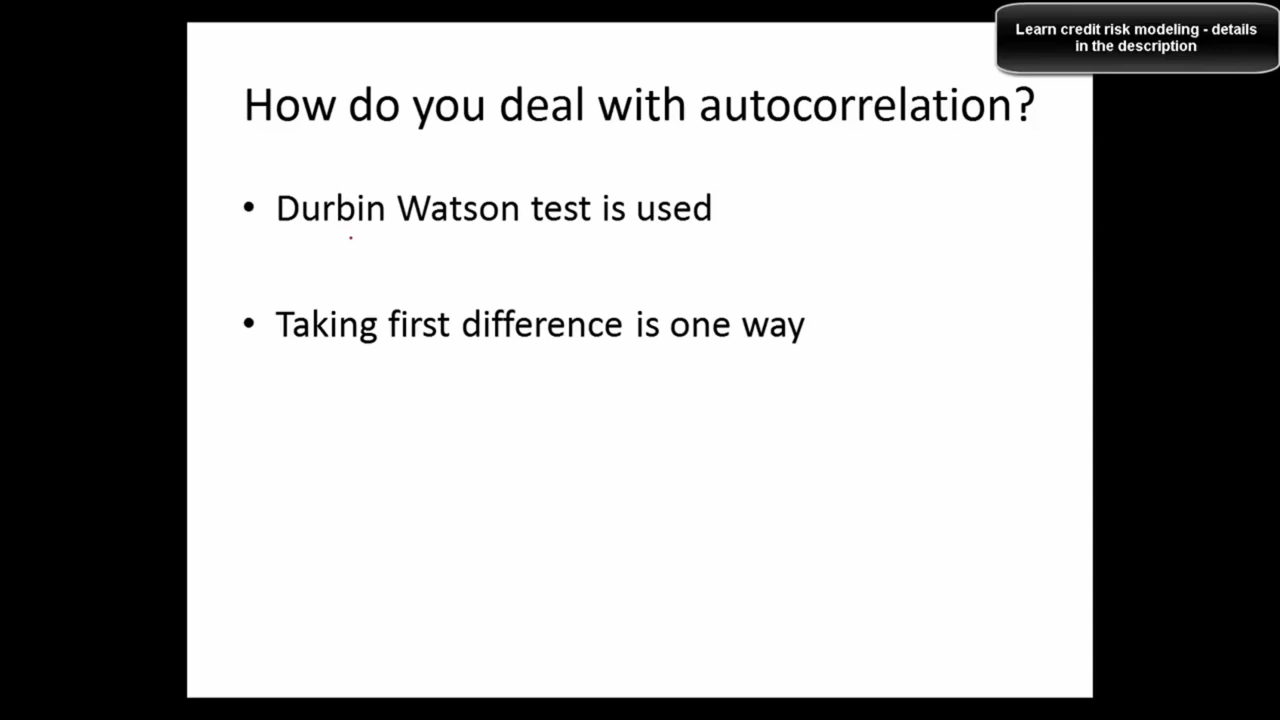 Learn credit risk modeling - details
in the description
How do you deal with autocorrelation?
• Durbin Watson test is used
• Taking first difference is one way